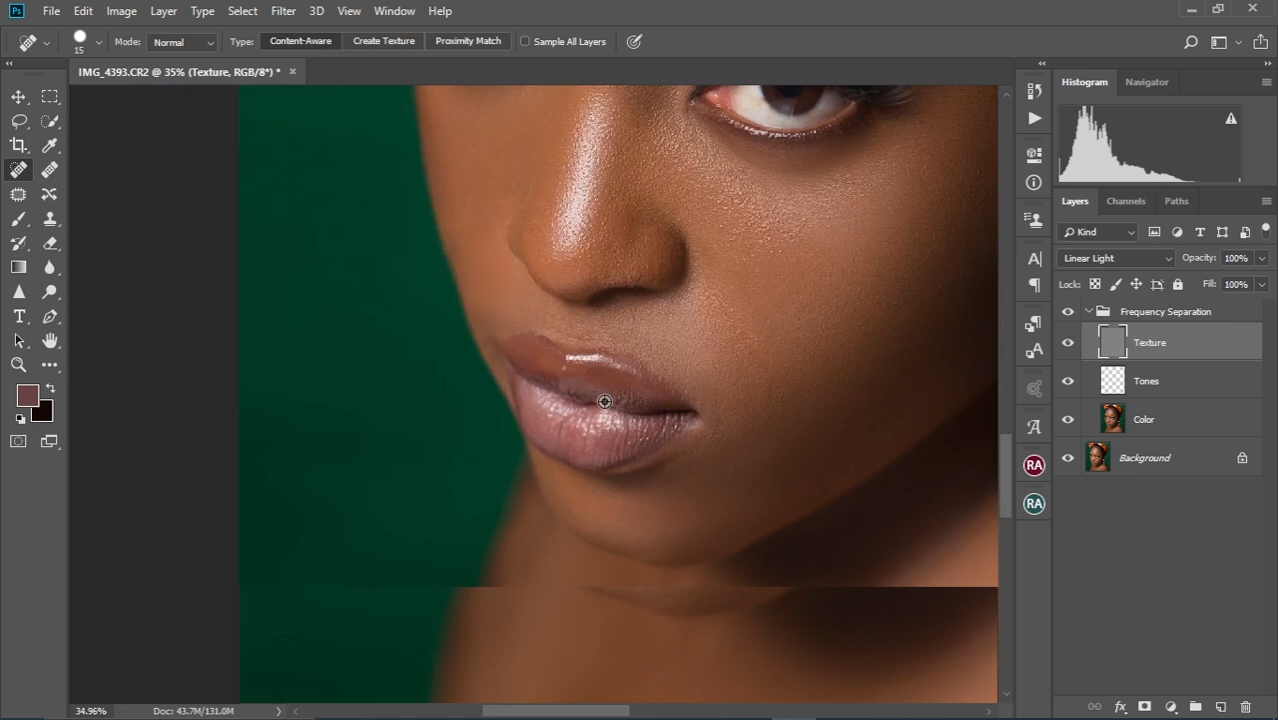 Ps File Edit Image Layer Type Select Filter 3D View Window Help
15 Mode: Normal Type: Content-Aware Create Texture Proximity Match Sample All Layers
IMG_4393.CR2 @ 35% (Texture, RGB/8*) *
Histogram Navigator
Layers Channels Paths
Kind
Linear Light Opacity: 100%
Lock: Fill: 100%
Frequency Separation
Texture
Tones
Color
Background
RA
RA
34.96% Doc: 43.7M/131.0M